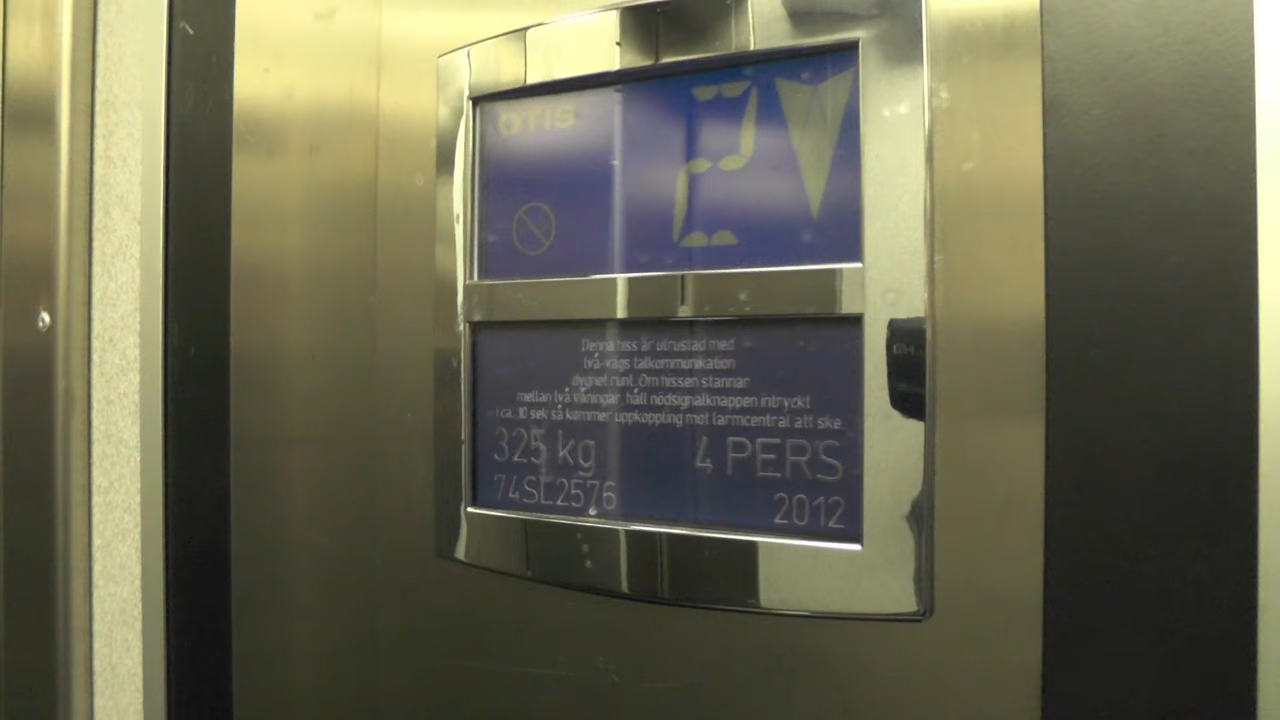 OTIS
2
Denna hiss är utrustad med
två-vägs talkommunikation
dygnet runt. Om hissen stannar
mellan två våningar, håll nödsignalknappen intryckt
i ca. 10 sek så kommer uppkoppling mot larmcentral att ske.
325 kg 4 PERS
74SL2576 2012